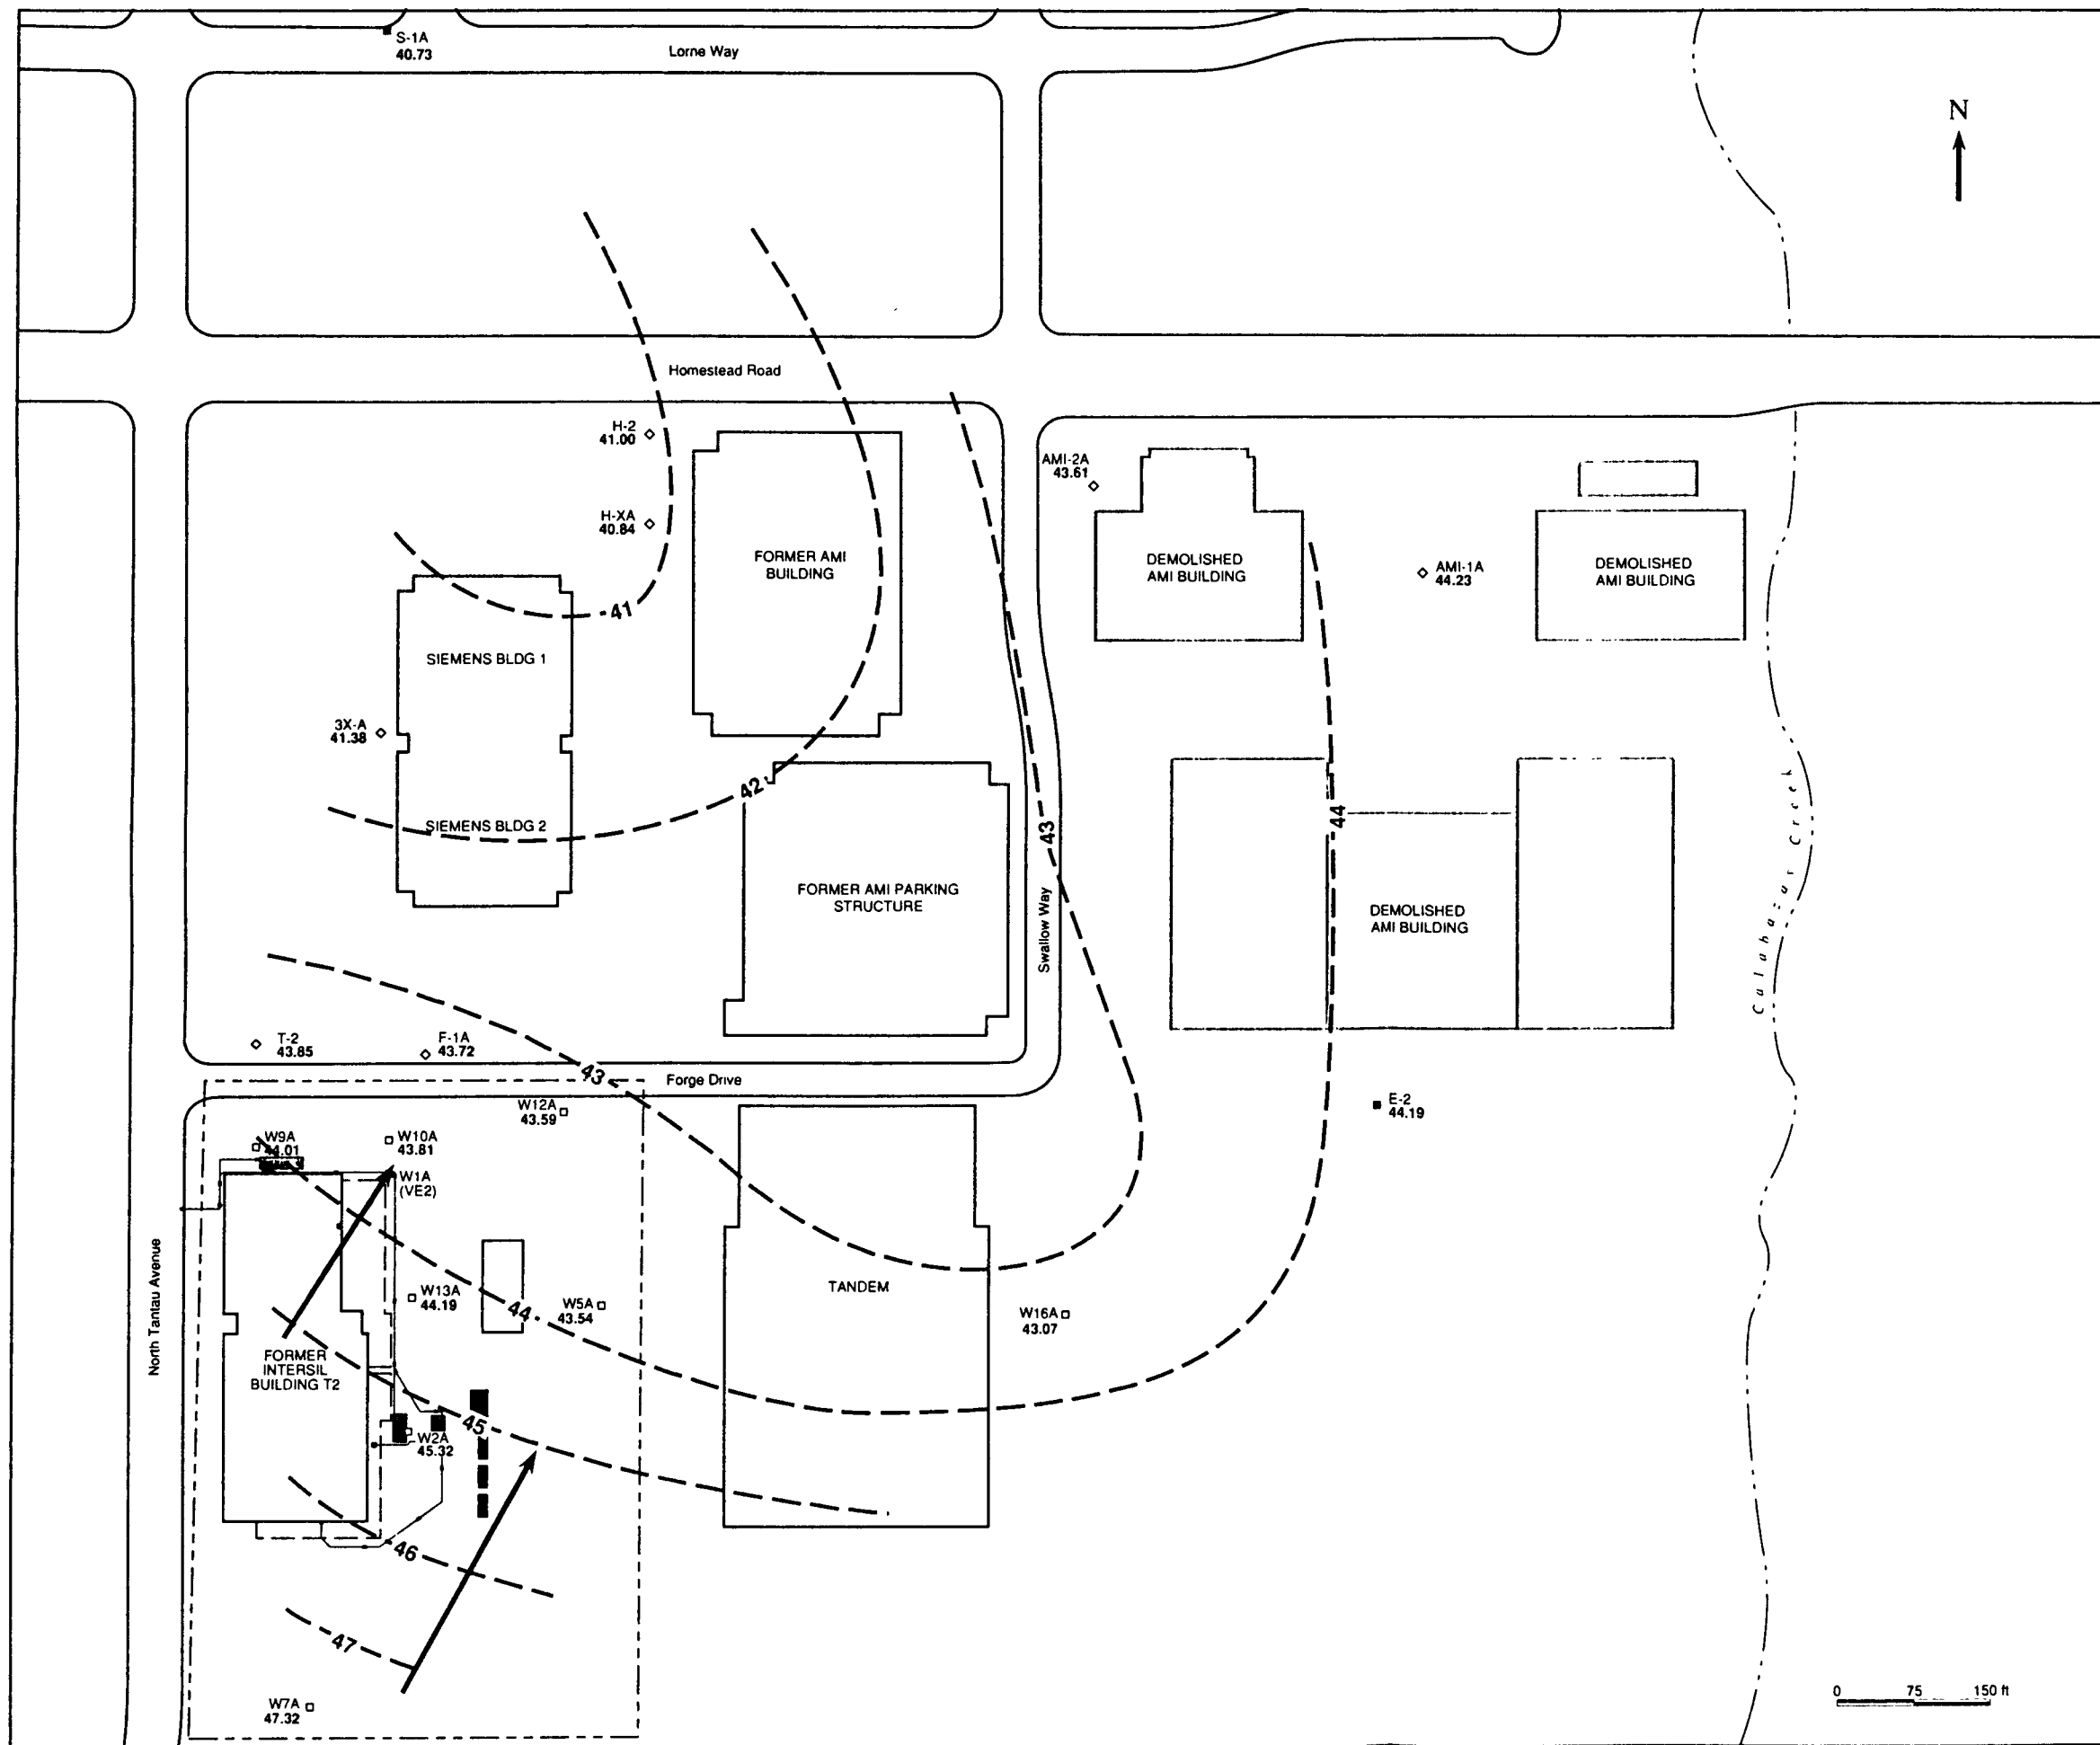 S-1A
40.73
Lorne Way
N
Homestead Road
H-2
41.00
AMI-2A
43.61
H-XA
40.84
FORMER AMI
BUILDING
DEMOLISHED
AMI BUILDING
AMI-1A
44.23
DEMOLISHED
AMI BUILDING
41
SIEMENS BLDG 1
3X-A
41.38
42
SIEMENS BLDG 2
43
44
Calabazas Creek
FORMER AMI PARKING
STRUCTURE
Swallow Way
DEMOLISHED
AMI BUILDING
T-2
43.85
F-1A
43.72
43
Forge Drive
W12A
43.59
E-2
44.19
W9A
44.01
W10A
43.81
W1A
(VE2)
North Tantau Avenue
W13A
44.19
44
W5A
43.54
TANDEM
W16A
43.07
FORMER
INTERSIL
BUILDING T2
45
W2A
45.32
46
47
W7A
47.32
0 75 150 ft